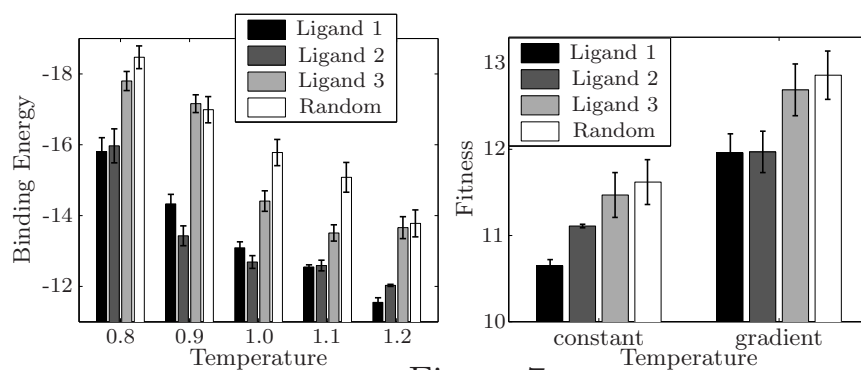 Ligand 1
Ligand 2
Ligand 3
Random
-18
-16
-14
-12
Binding Energy
0.8 0.9 1.0 1.1 1.2
Temperature
Ligand 1
Ligand 2
Ligand 3
Random
13
12
11
10
Fitness
constant gradient
Temperature